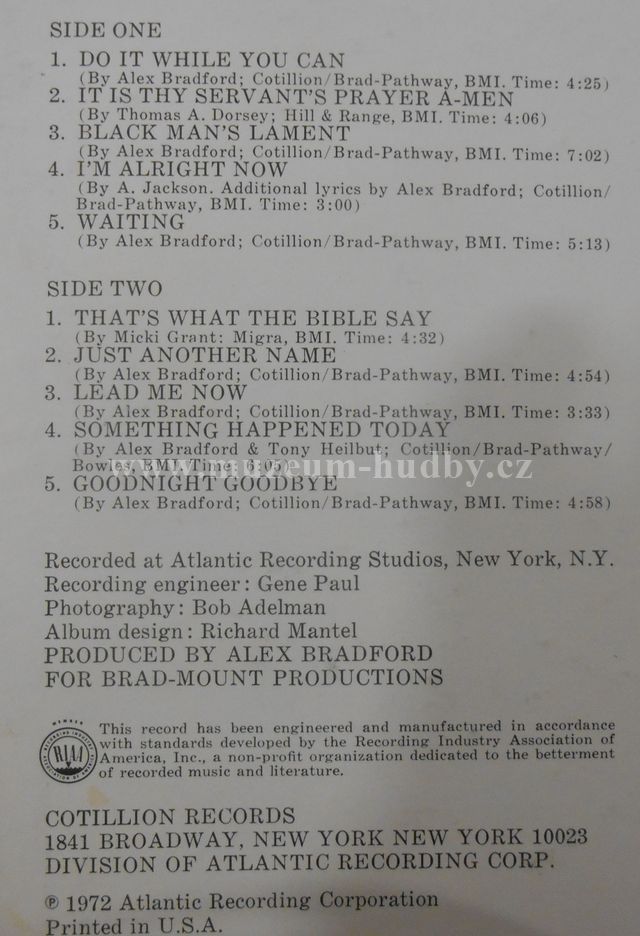 SIDE ONE
1. DO IT WHILE YOU CAN
(By Alex Bradford; Cotillion/Brad-Pathway, BMI. Time: 4:25)
2. IT IS THY SERVANT'S PRAYER A-MEN
(By Thomas A. Dorsey; Hill & Range, BMI. Time: 4:06)
3. BLACK MAN'S LAMENT
(By Alex Bradford; Cotillion/Brad-Pathway, BMI. Time: 7:02)
4. I'M ALRIGHT NOW
(By A. Jackson. Additional lyrics by Alex Bradford; Cotillion/
Brad-Pathway, BMI. Time: 3:00)
5. WAITING
(By Alex Bradford; Cotillion/Brad-Pathway, BMI. Time: 5:13)
SIDE TWO
1. THAT'S WHAT THE BIBLE SAY
(By Micki Grant: Migra, BMI. Time: 4:32)
2. JUST ANOTHER NAME
(By Alex Bradford; Cotillion/Brad-Pathway, BMI. Time: 4:54)
3. LEAD ME NOW
(By Alex Bradford; Cotillion/Brad-Pathway, BMI. Time: 3:33)
4. SOMETHING HAPPENED TODAY
(By Alex Bradford & Tony Heilbut; Cotillion/Brad-Pathway/
Bowles, BMI. Time: 6:05)
www.muzeum-hudby.cz
5. GOODNIGHT GOODBYE
(By Alex Bradford; Cotillion/Brad-Pathway, BMI. Time: 4:58)
Recorded at Atlantic Recording Studios, New York, N.Y.
Recording engineer: Gene Paul
Photography: Bob Adelman
Album design: Richard Mantel
PRODUCED BY ALEX BRADFORD
FOR BRAD-MOUNT PRODUCTIONS
MEMBER
RIAA
This record has been engineered and manufactured in accordance
with standards developed by the Recording Industry Association of
America, Inc., a non-profit organization dedicated to the betterment
of recorded music and literature.
COTILLION RECORDS
1841 BROADWAY, NEW YORK NEW YORK 10023
DIVISION OF ATLANTIC RECORDING CORP.
℗ 1972 Atlantic Recording Corporation
Printed in U.S.A.